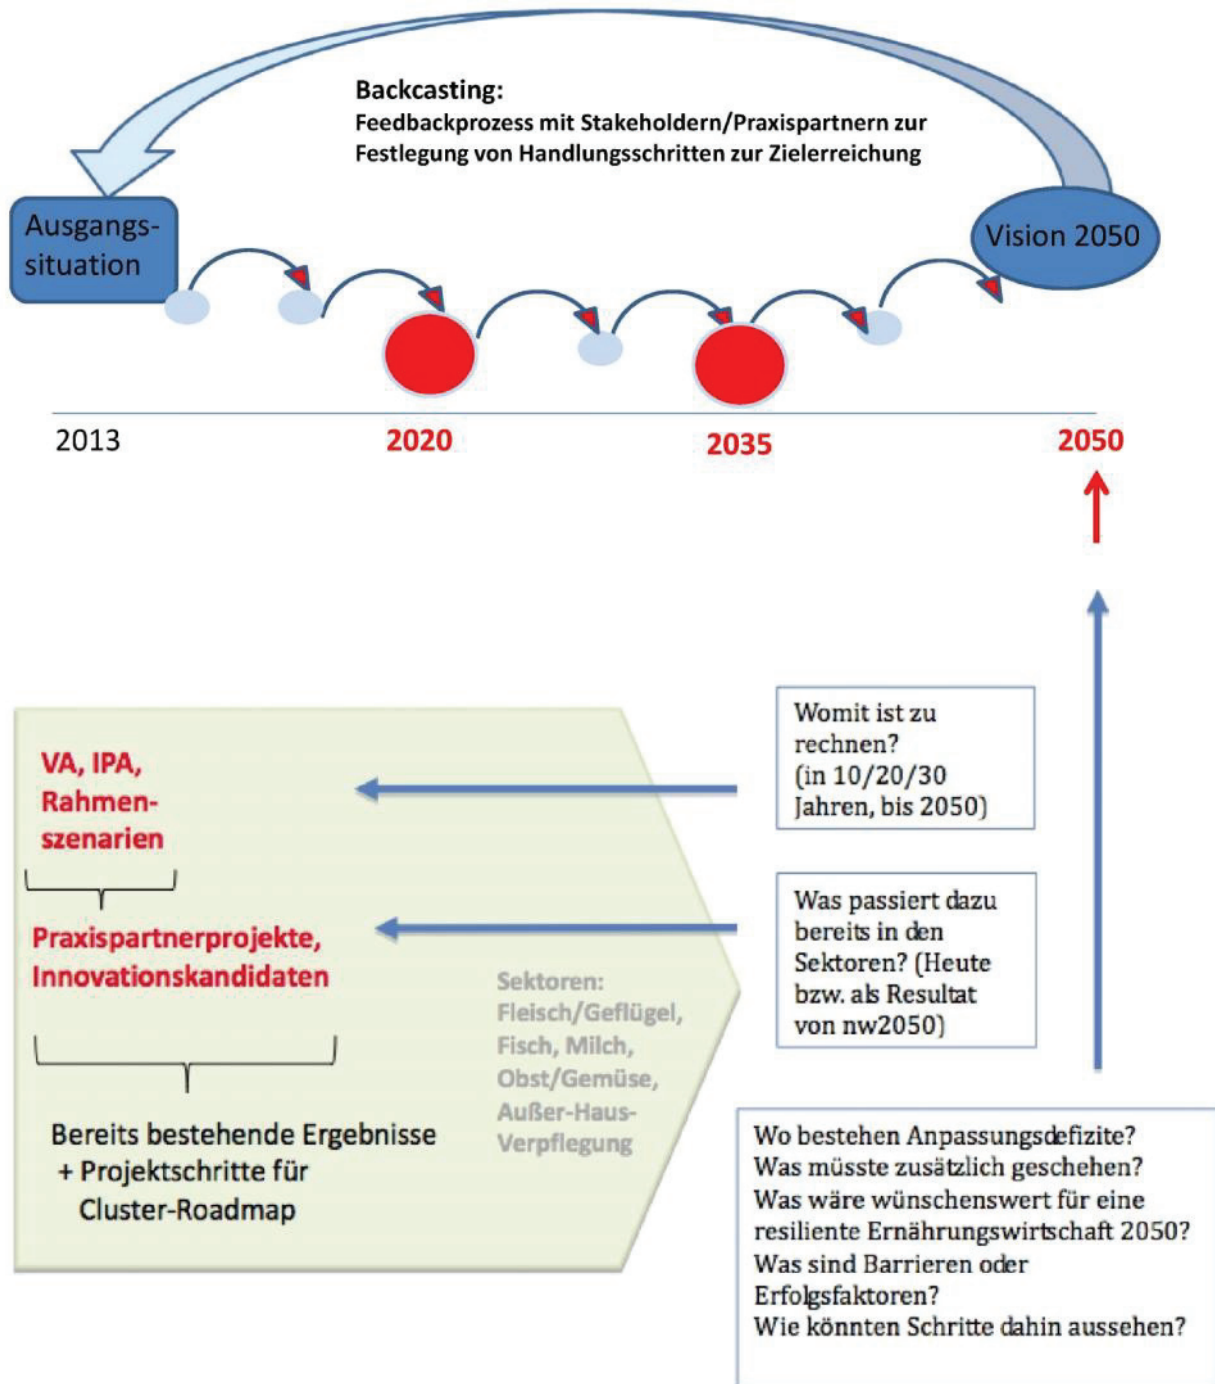 Backcasting:
Feedbackprozess mit Stakeholdern/Praxispartnern zur
Festlegung von Handlungsschritten zur Zielerreichung
Ausgangs-
situation
Vision 2050
2013
2020
2035
2050
VA, IPA,
Rahmen-
szenarien
Praxispartnerprojekte,
Innovationskandidaten
Bereits bestehende Ergebnisse
+ Projektschritte für
Cluster-Roadmap
Sektoren:
Fleisch/Geflügel,
Fisch, Milch,
Obst/Gemüse,
Außer-Haus-
Verpflegung
Womit ist zu
rechnen?
(in 10/20/30
Jahren, bis 2050)
Was passiert dazu
bereits in den
Sektoren? (Heute
bzw. als Resultat
von nw2050)
Wo bestehen Anpassungsdefizite?
Was müsste zusätzlich geschehen?
Was wäre wünschenswert für eine
resiliente Ernährungswirtschaft 2050?
Was sind Barrieren oder
Erfolgsfaktoren?
Wie könnten Schritte dahin aussehen?